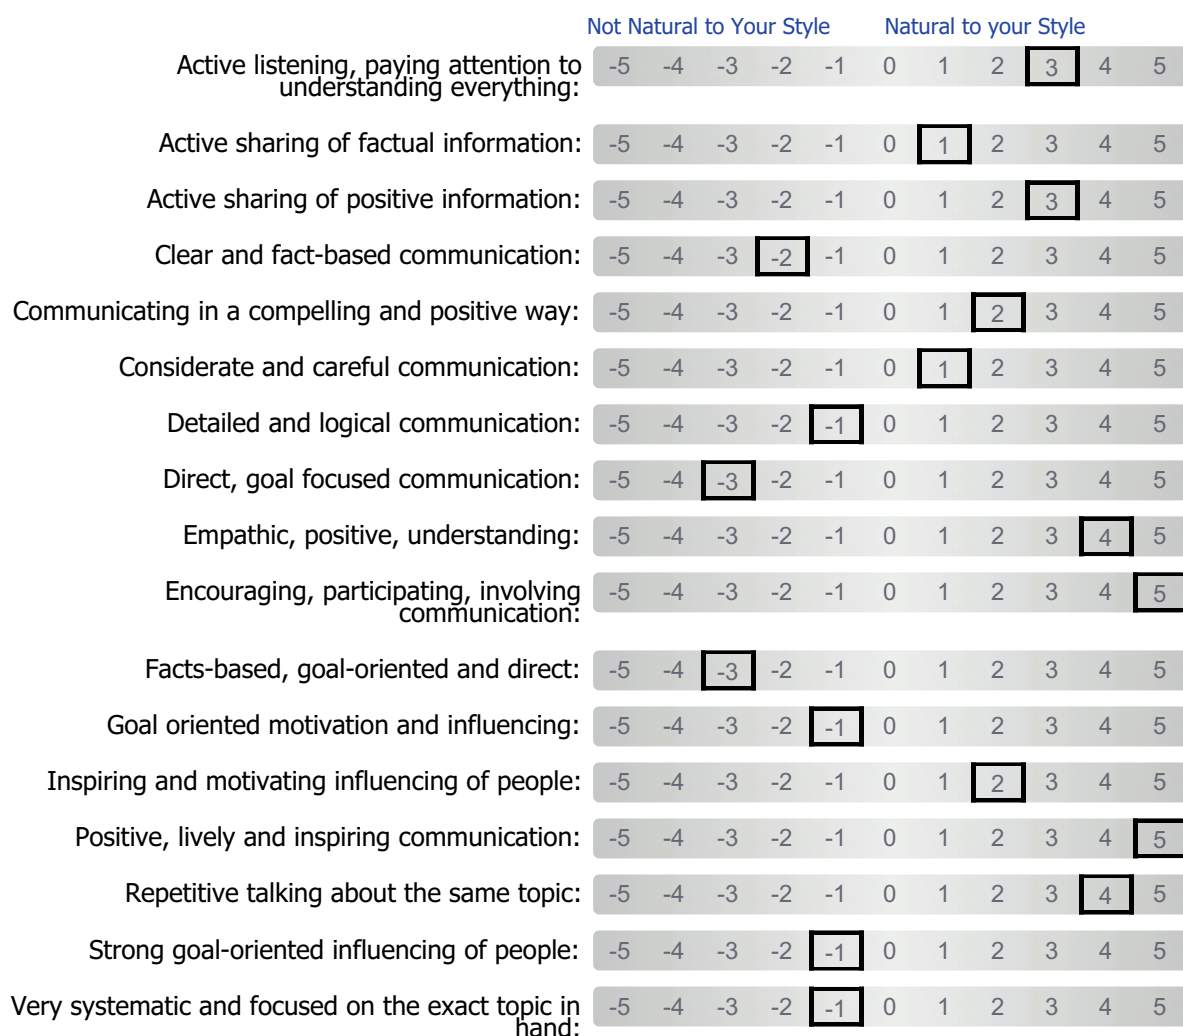 Not Natural to Your Style Natural to your Style
Active listening, paying attention to -5 -4 -3 -2 -1 0 1 2 3 4 5
understanding everything:
Active sharing of factual information: -5 -4 -3 -2 -1 0 1 2 3 4 5
Active sharing of positive information: -5 -4 -3 -2 -1 0 1 2 3 4 5
Clear and fact-based communication: -5 -4 -3 -2 -1 0 1 2 3 4 5
Communicating in a compelling and positive way: -5 -4 -3 -2 -1 0 1 2 3 4 5
Considerate and careful communication: -5 -4 -3 -2 -1 0 1 2 3 4 5
Detailed and logical communication: -5 -4 -3 -2 -1 0 1 2 3 4 5
Direct, goal focused communication: -5 -4 -3 -2 -1 0 1 2 3 4 5
Empathic, positive, understanding: -5 -4 -3 -2 -1 0 1 2 3 4 5
Encouraging, participating, involving -5 -4 -3 -2 -1 0 1 2 3 4 5
communication:
Facts-based, goal-oriented and direct: -5 -4 -3 -2 -1 0 1 2 3 4 5
Goal oriented motivation and influencing: -5 -4 -3 -2 -1 0 1 2 3 4 5
Inspiring and motivating influencing of people: -5 -4 -3 -2 -1 0 1 2 3 4 5
Positive, lively and inspiring communication: -5 -4 -3 -2 -1 0 1 2 3 4 5
Repetitive talking about the same topic: -5 -4 -3 -2 -1 0 1 2 3 4 5
Strong goal-oriented influencing of people: -5 -4 -3 -2 -1 0 1 2 3 4 5
Very systematic and focused on the exact topic in -5 -4 -3 -2 -1 0 1 2 3 4 5
hand: